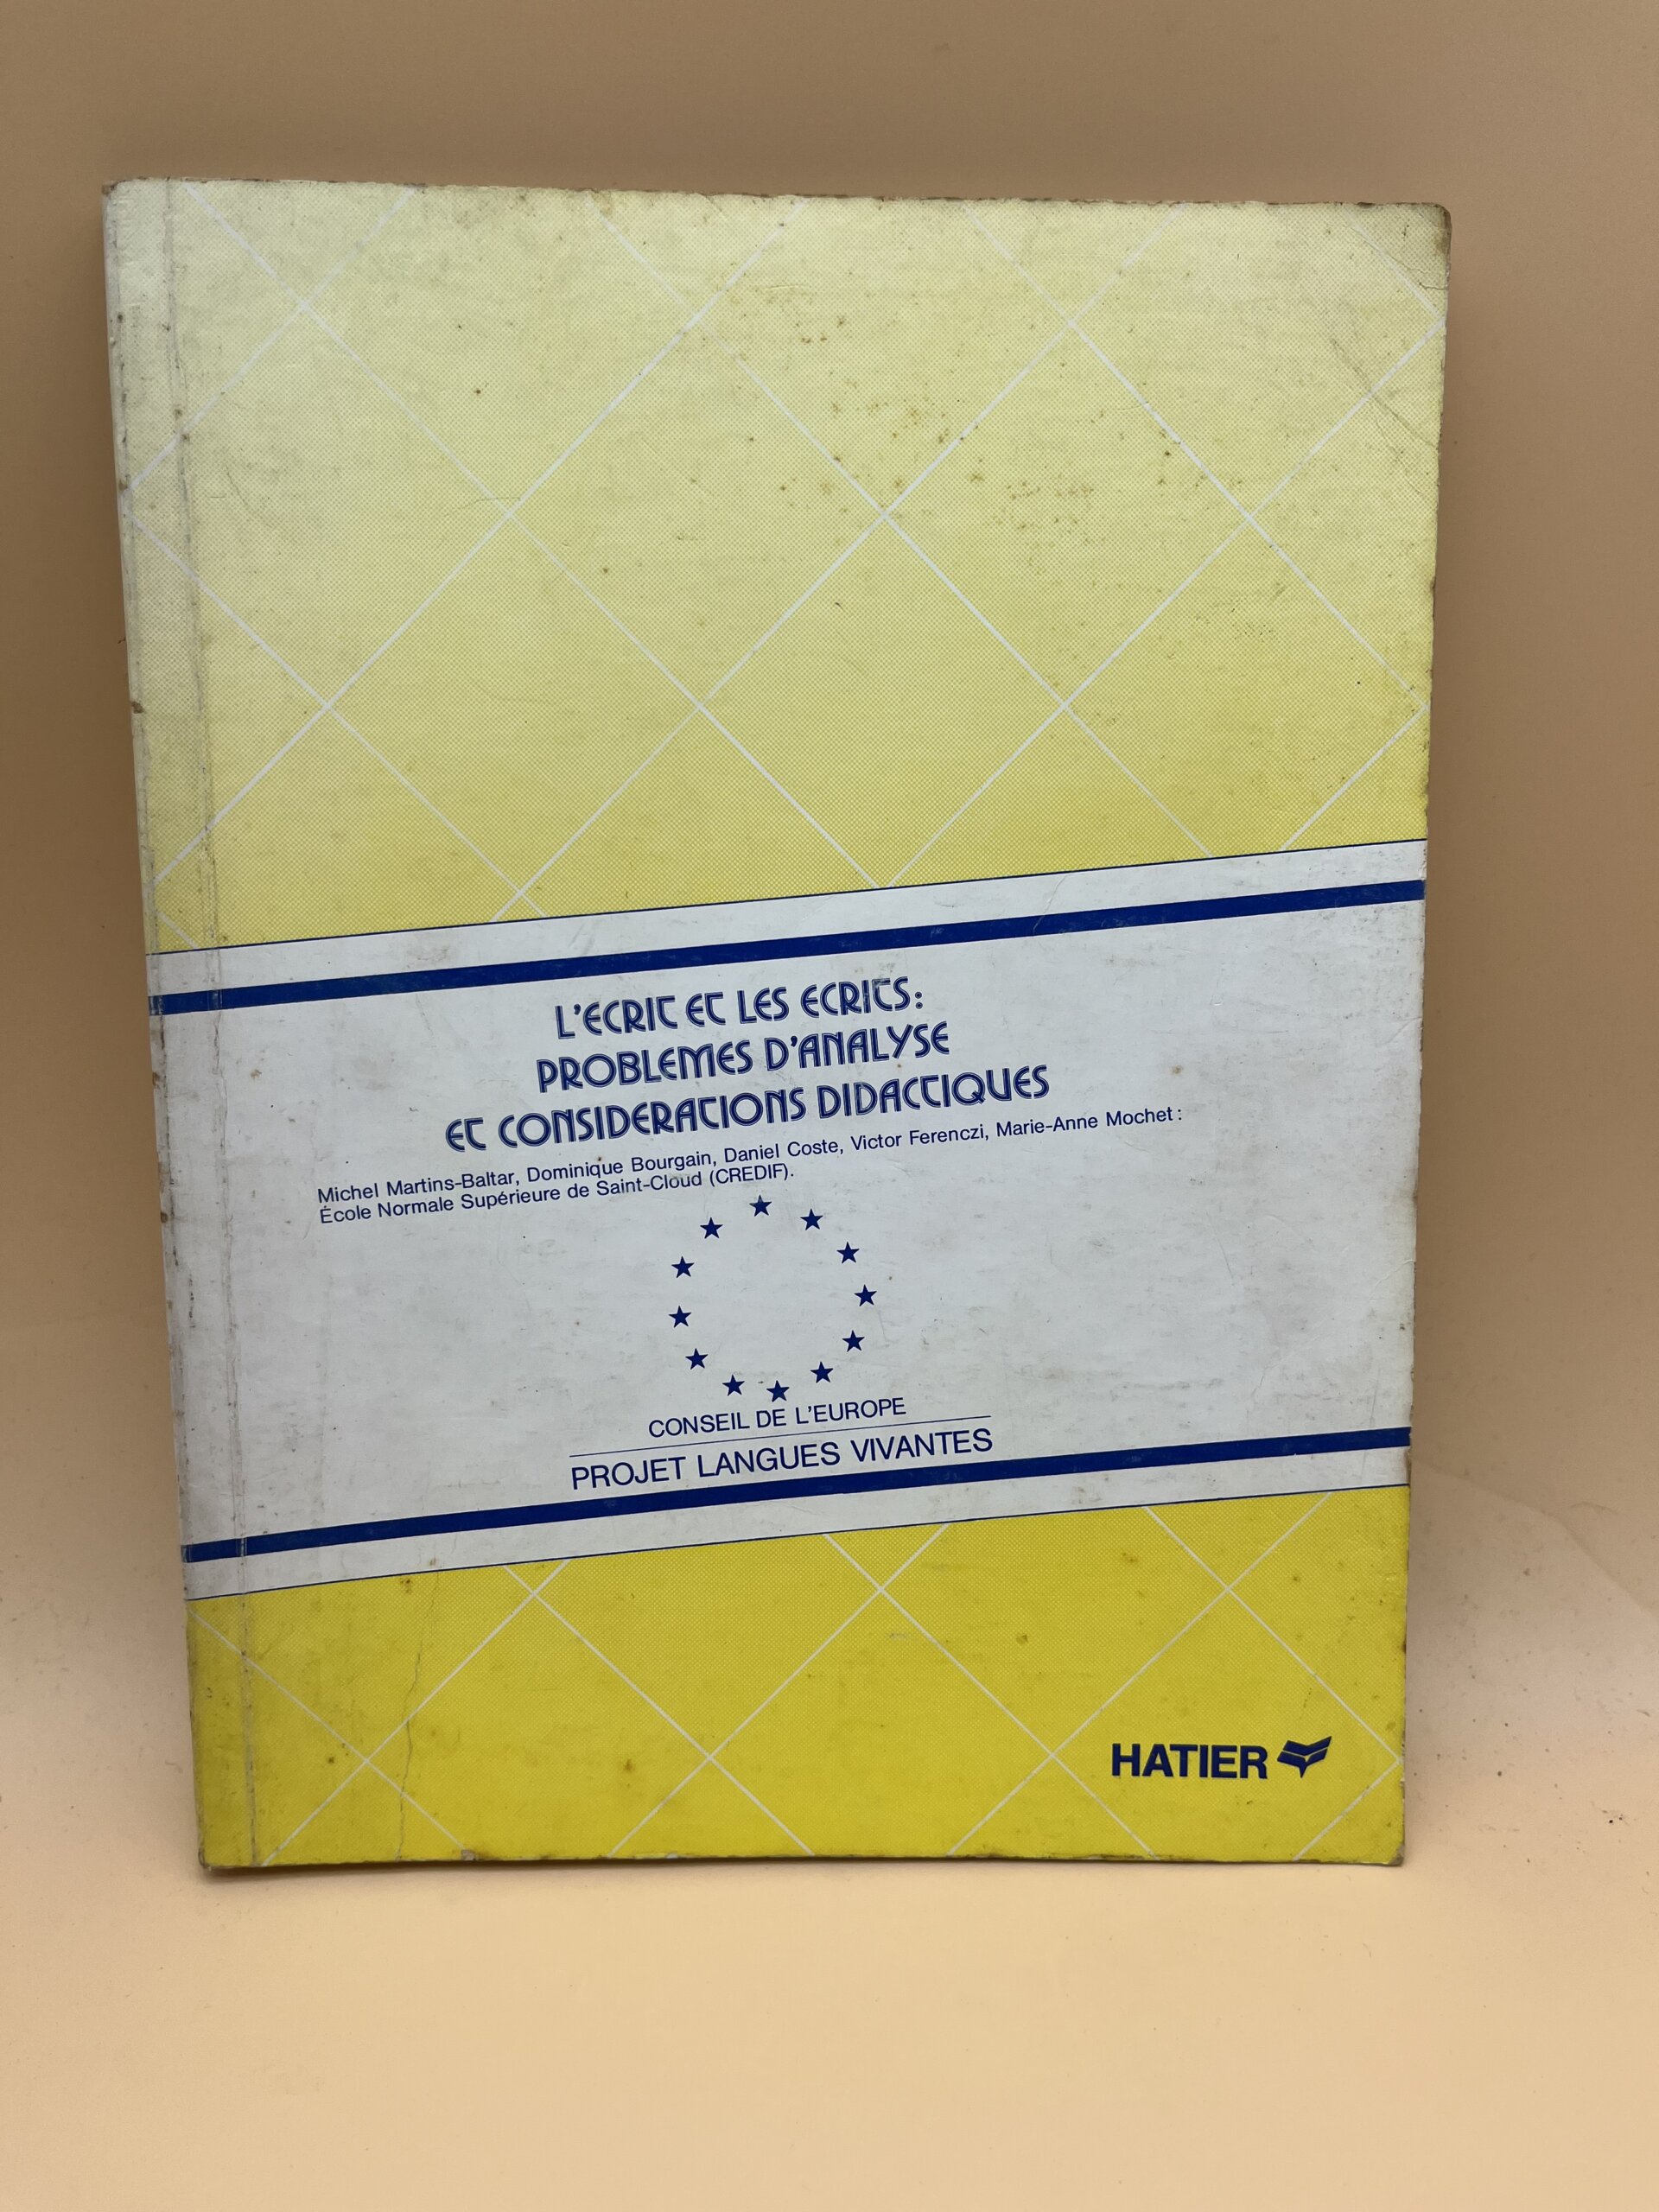 L'ECRIT ET LES ECRITS:
PROBLEMES D'ANALYSE
ET CONSIDERATIONS DIDACTIQUES
Michel Martins-Baltar, Dominique Bourgain, Daniel Coste, Victor Ferenczi, Marie-Anne Mochet :
École Normale Supérieure de Saint-Cloud (CREDIF).
CONSEIL DE L'EUROPE
PROJET LANGUES VIVANTES
HATIER